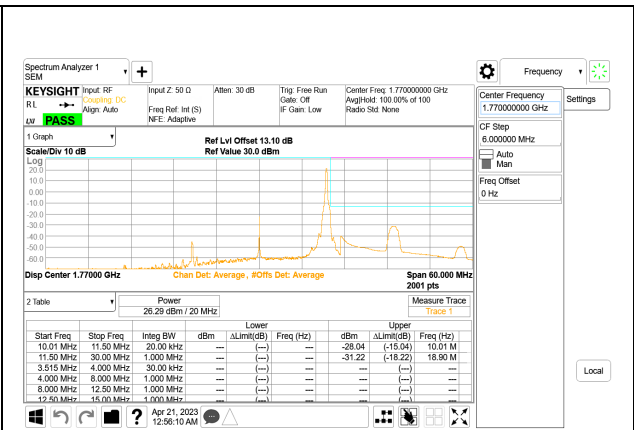 Spectrum Analyzer 1
SEM
Frequency
KEYSIGHT Input: RF Input Z: 50 Ω Atten: 30 dB Trig: Free Run Center Freq: 1.770000000 GHz
R L Coupling: DC Gate: Off Avg|Hold: 100.00% of 100
Align: Auto Freq Ref: Int (S) IF Gain: Low Radio Std: None
LXI PASS NFE: Adaptive
Center Frequency
1.770000000 GHz
Settings
CF Step
6.000000 MHz
Auto
Man
Freq Offset
0 Hz
1 Graph
Ref Lvl Offset 13.10 dB
Scale/Div 10 dB Ref Value 30.0 dBm
Log
20.0
10.0
0.00
-10.0
-20.0
-30.0
-40.0
-50.0
-60.0
Disp Center 1.77000 GHz Chan Det: Average , #Offs Det: Average Span 60.000 MHz
2001 pts
2 Table Power Measure Trace
26.29 dBm / 20 MHz Trace 1
Lower Upper
Start Freq Stop Freq Integ BW dBm ΔLimit(dB) Freq (Hz) dBm ΔLimit(dB) Freq (Hz)
10.01 MHz 11.50 MHz 20.00 kHz --- (---) --- -28.04 (-15.04) 10.01 M
11.50 MHz 30.00 MHz 1.000 MHz --- (---) --- -31.22 (-18.22) 18.90 M
3.515 MHz 4.000 MHz 30.00 kHz --- (---) --- --- (---) ---
4.000 MHz 8.000 MHz 1.000 MHz --- (---) --- --- (---) ---
8.000 MHz 12.50 MHz 1.000 MHz --- (---) --- --- (---) ---
12.50 MHz 15.00 MHz 1.000 MHz --- (---) --- --- (---) ---
Local
? Apr 21, 2023
12:56:10 AM